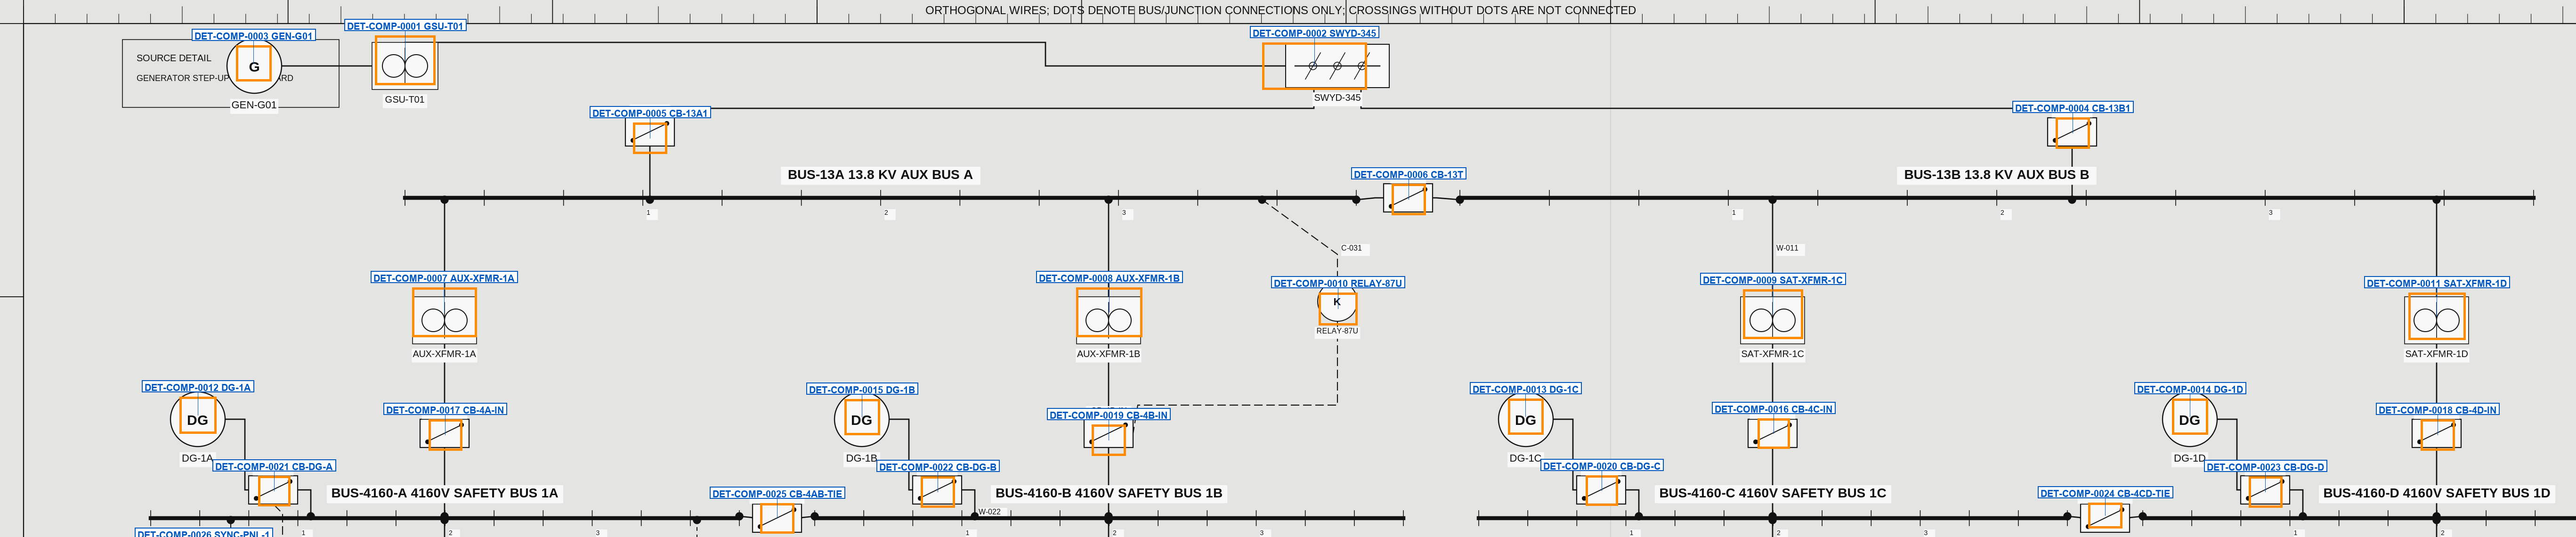 ORTHOGONAL WIRES; DOTS DENOTE BUS/JUNCTION CONNECTIONS ONLY; CROSSINGS WITHOUT DOTS ARE NOT CONNECTED
DET-COMP-0001 GSU-T01
DET-COMP-0003 GEN-G01
DET-COMP-0002 SWYD-345
SOURCE DETAIL
G
GENERATOR STEP-UP
GSU-T01
SWYD-345
GEN-G01
DET-COMP-0005 CB-13A1
DET-COMP-0004 CB-13B1
BUS-13A 13.8 KV AUX BUS A
DET-COMP-0006 CB-13T
BUS-13B 13.8 KV AUX BUS B
1
2
3
1
2
3
C-031
W-011
DET-COMP-0007 AUX-XFMR-1A
DET-COMP-0008 AUX-XFMR-1B
DET-COMP-0010 RELAY-87U
DET-COMP-0009 SAT-XFMR-1C
DET-COMP-0011 SAT-XFMR-1D
K
RELAY-87U
AUX-XFMR-1A
AUX-XFMR-1B
SAT-XFMR-1C
SAT-XFMR-1D
DET-COMP-0012 DG-1A
DET-COMP-0015 DG-1B
DET-COMP-0013 DG-1C
DET-COMP-0014 DG-1D
DET-COMP-0017 CB-4A-IN
DET-COMP-0019 CB-4B-IN
DET-COMP-0016 CB-4C-IN
DET-COMP-0018 CB-4D-IN
DG
DG
DG
DG
DG-1A
DG-1B
DG-1C
DG-1D
DET-COMP-0021 CB-DG-A
DET-COMP-0022 CB-DG-B
DET-COMP-0020 CB-DG-C
DET-COMP-0023 CB-DG-D
BUS-4160-A 4160V SAFETY BUS 1A
DET-COMP-0025 CB-4AB-TIE
BUS-4160-B 4160V SAFETY BUS 1B
BUS-4160-C 4160V SAFETY BUS 1C
DET-COMP-0024 CB-4CD-TIE
BUS-4160-D 4160V SAFETY BUS 1D
W-022
DET-COMP-0026 SYNC-PNL-1
1
2
3
1
2
3
1
2
3
1
2